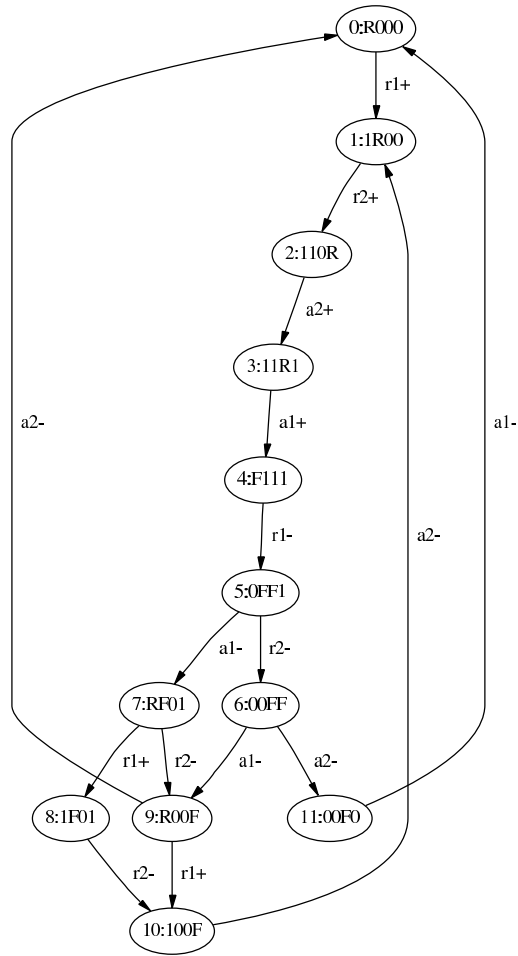 0:R000
r1+
1:1R00
r2+
2:110R
a2+
3:11R1
a2-
a1-
a2-
a1+
4:F111
r1-
5:0FF1
a1-
r2-
7:RF01
6:00FF
r1+
r2-
a1-
a2-
8:1F01
9:R00F
11:00F0
r2-
r1+
10:100F